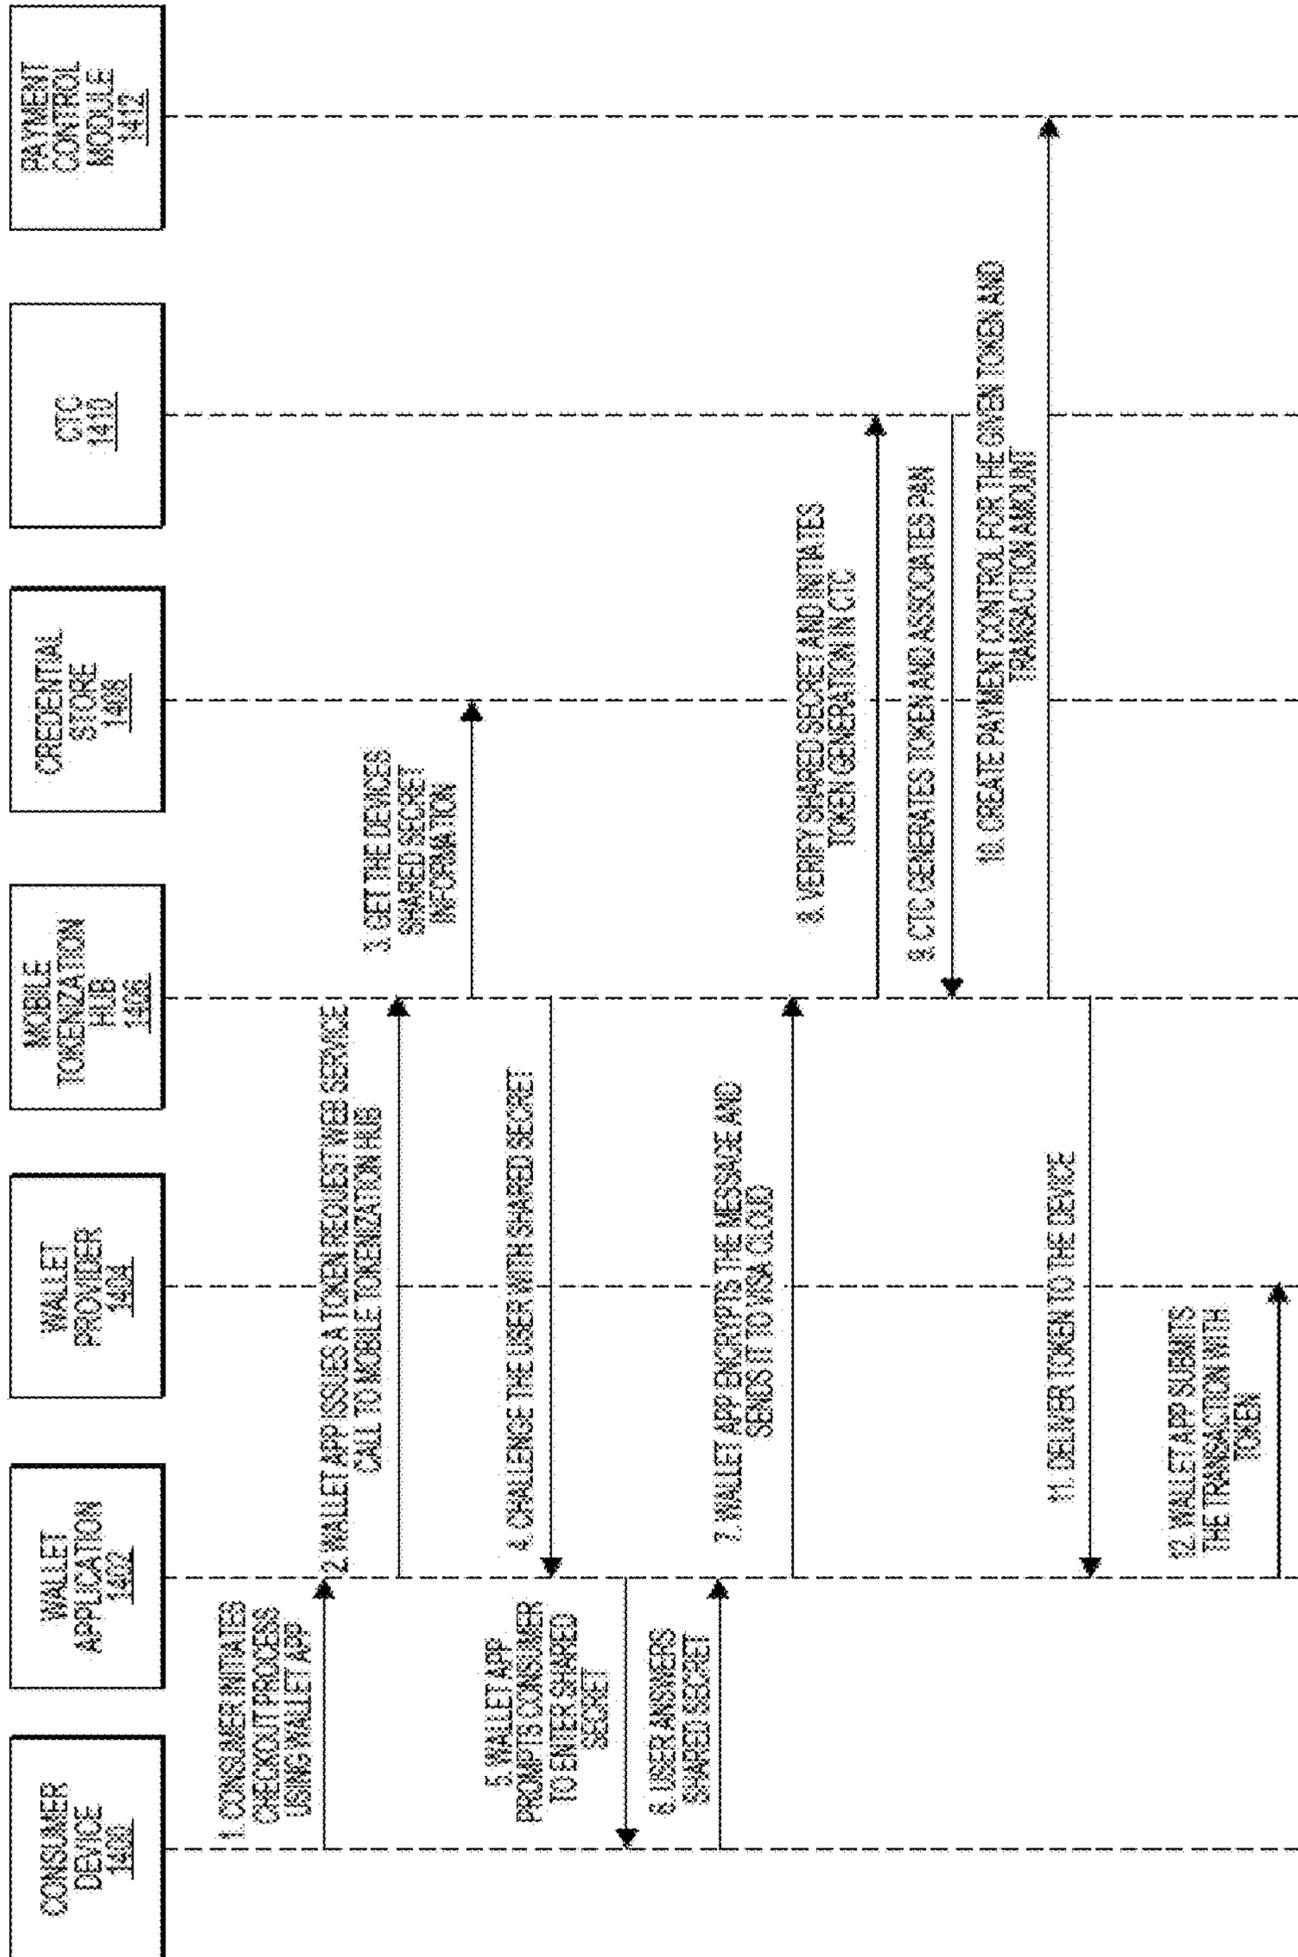 CONSUMER
DEVICE
1400
WALLET
APPLICATION
1402
WALLET
PROVIDER
1404
MOBILE
TOKENIZATION
HUB
1406
CREDENTIAL
STORE
1408
CTC
1410
PAYMENT
CONTROL
MODULE
1412
1. CONSUMER INITIATED
CHECKOUT PROCESS
USING WALLET APP
2. WALLET APP ISSUES A TOKEN REQUEST WEB SERVICE
CALL TO MOBILE TOKENIZATION HUB
3. GET THE DEVICES
SHARED SECRET
INFORMATION
4. CHALLENGE THE USER WITH SHARED SECRET
5. WALLET APP
PROMPTS CONSUMER
TO ENTER SHARED
SECRET
6. USER ANSWERS
SHARED SECRET
7. WALLET APP ENCRYPTS THE MESSAGE AND
SENDS IT TO VISA CLOUD
8. VERIFY SHARED SECRET AND INITIATES
TOKEN GENERATION IN CTC
9. CTC GENERATES TOKEN AND ASSOCIATES PAN
10. CREATE PAYMENT CONTROL FOR THE GIVEN TOKEN AND
TRANSACTION AMOUNT
11. DELIVER TOKEN TO THE DEVICE
12. WALLET APP SUBMITS
THE TRANSACTION WITH
TOKEN